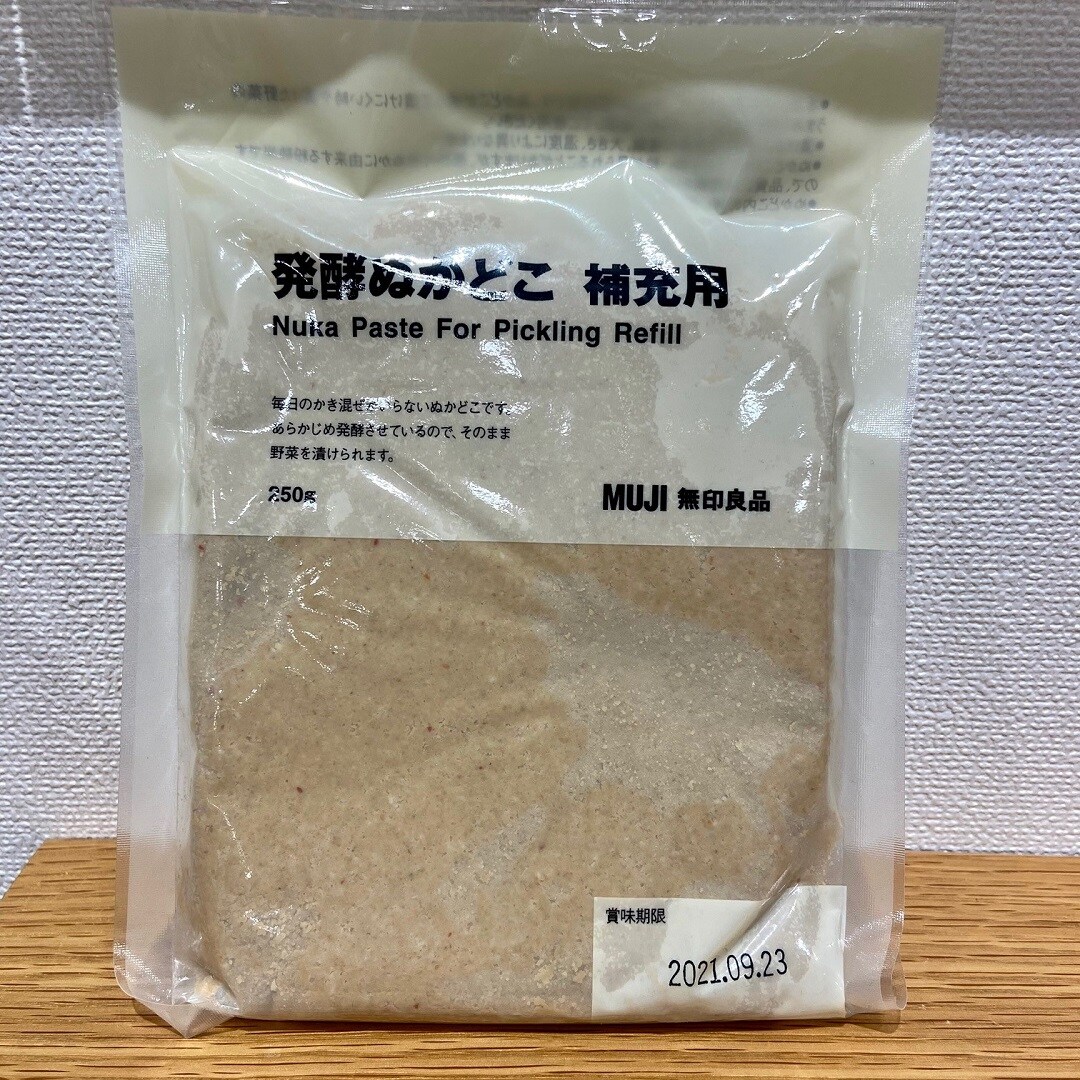 発酵ぬかどこ 補充用
Nuka Paste For Pickling Refill
毎日のかき混ぜがいらないぬかどこです。
あらかじめ発酵させているので、そのまま
野菜を漬けられます。
250g
MUJI 無印良品
賞味期限
2021.09.23